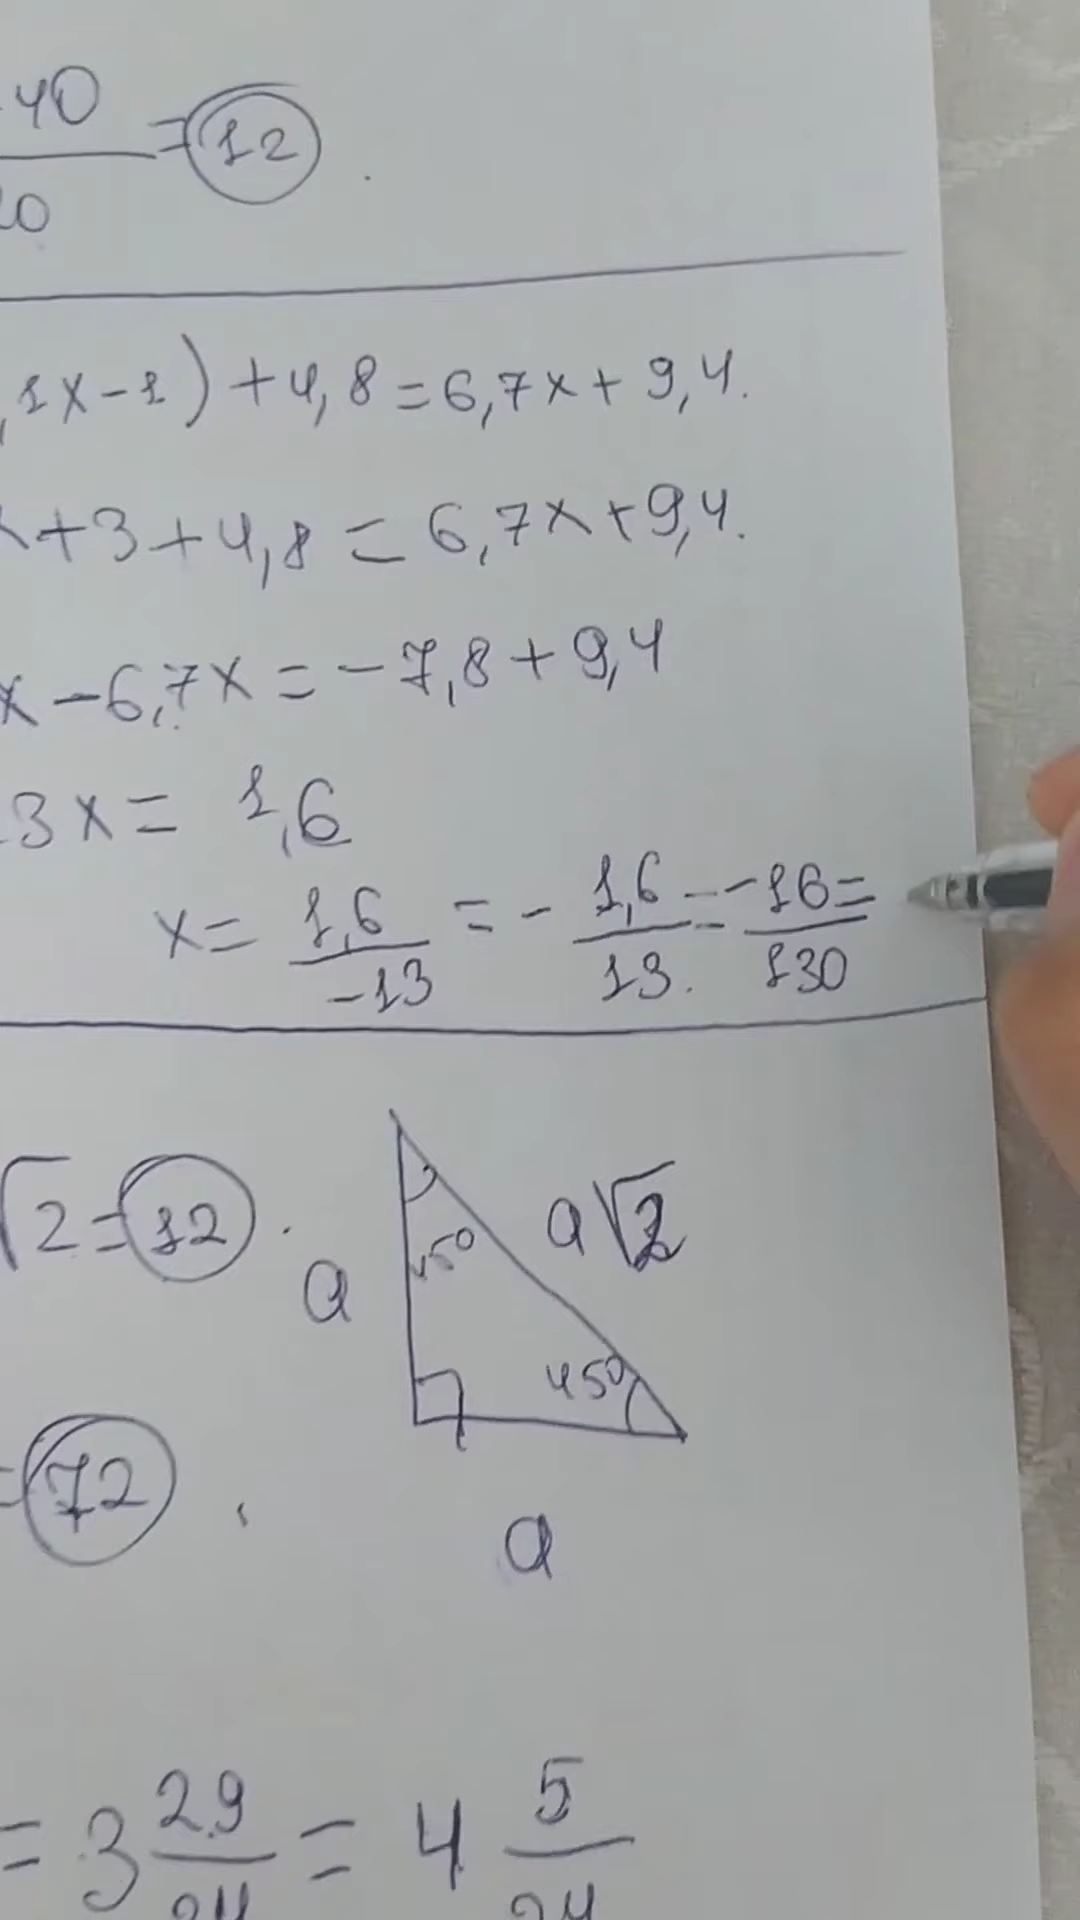 40/20 = 12
,1x-1)+4,8=6,7x+9,4.
x+3+4,8=6,7x+9,4.
x-6,7x=-7,8+9,4
3x= 1,6
x= 1,6/-13 = - 1,6/13. = -16/130 =
√2=12. a√2
45°
a
45°
=72
a
=3 29/24 = 4 5/24